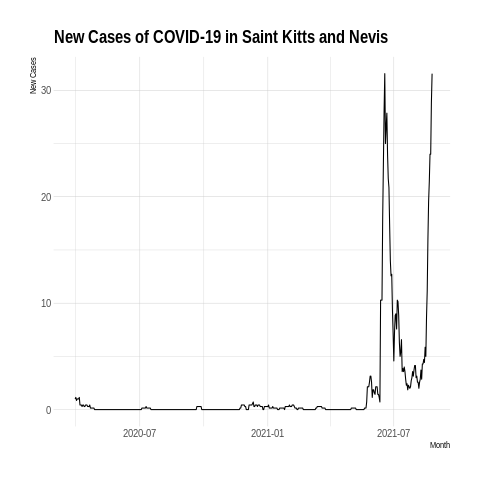 New Cases of COVID-19 in Saint Kitts and Nevis
New Cases
30
20
10
0
2020-07
2021-01
2021-07
Month